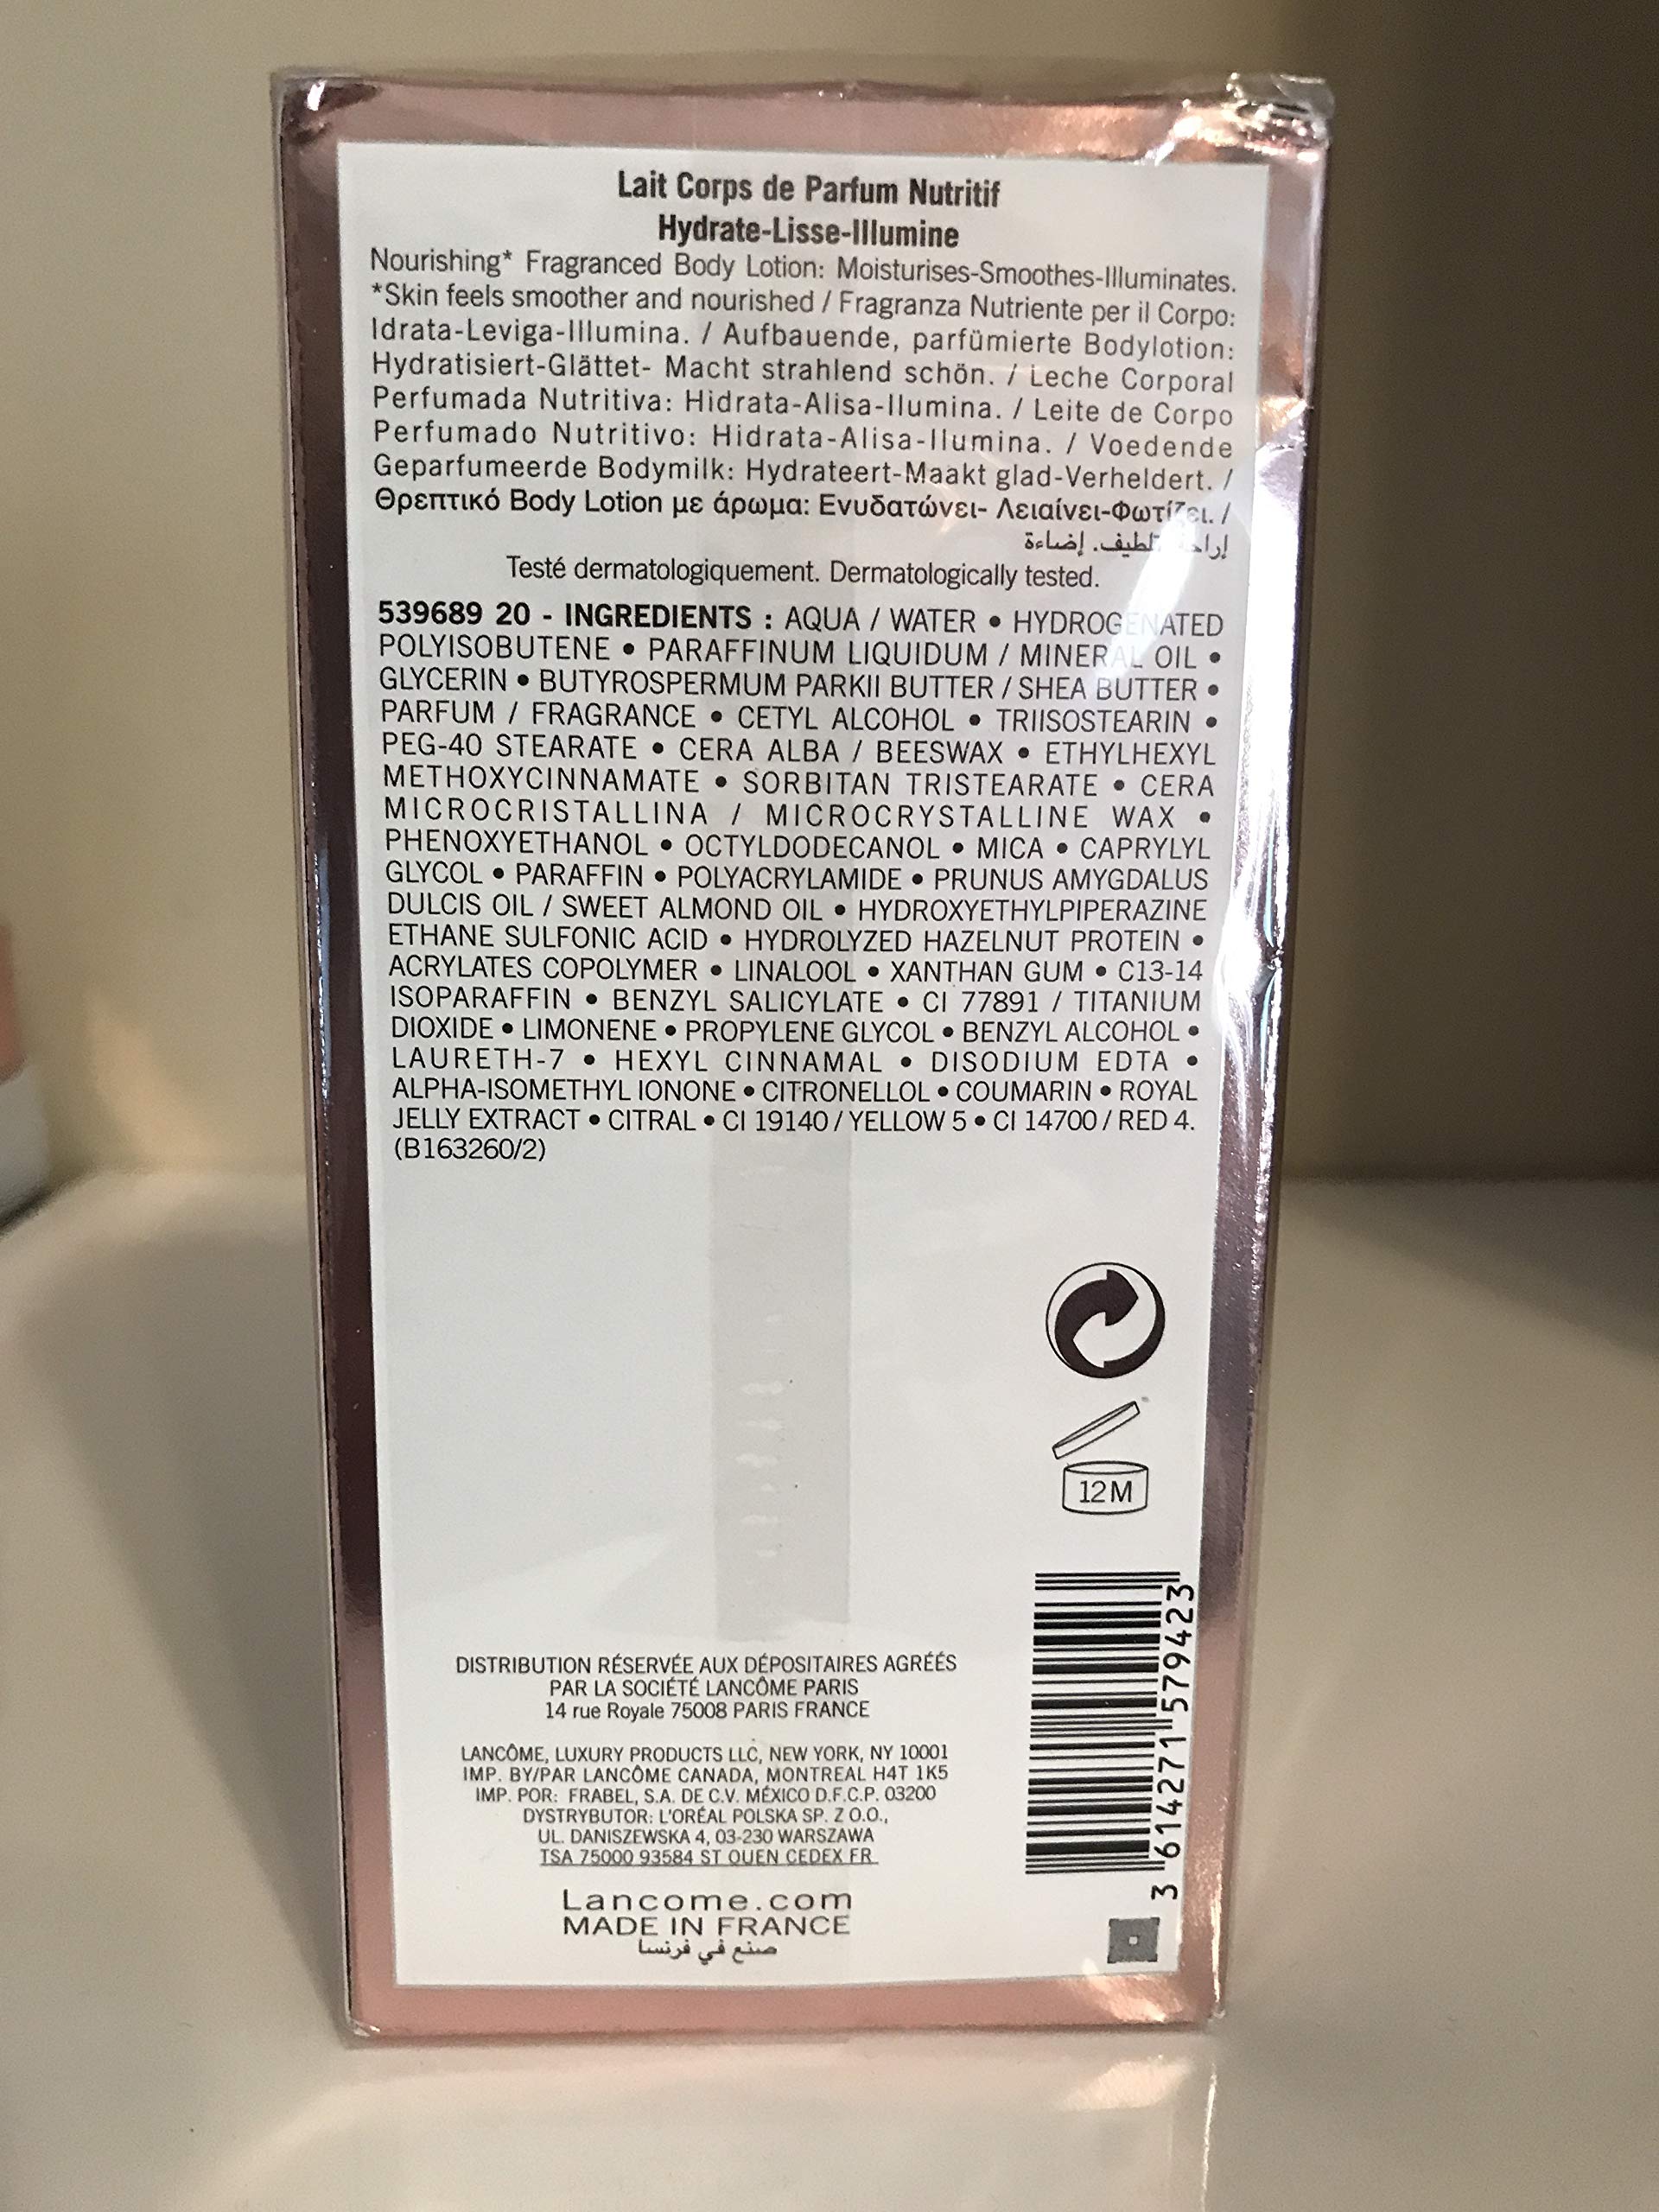 Lait Corps de Parfum Nutritif
Hydrate-Lisse-Illumine
Nourishing* Fragranced Body Lotion: Moisturises-Smoothes-Illuminates.
*Skin feels smoother and nourished / Fragranza Nutriente per il Corpo:
Idrata-Leviga-Illumina. / Aufbauende, parfümierte Bodylotion:
Hydratisiert-Glättet- Macht strahlend schön. / Leche Corporal
Perfumada Nutritiva: Hidrata-Alisa-Ilumina. / Leite de Corpo
Perfumado Nutritivo: Hidrata-Alisa-Ilumina. / Voedende
Geparfumeerde Bodymilk: Hydrateert-Maakt glad-Verheldert. /
Θρεπτικό Body Lotion με άρωμα: Ενυδατώνει- Λειαίνει-Φωτίζει. /
إضاءة
Testé dermatologiquement. Dermatologically tested.
539689 20 - INGREDIENTS : AQUA / WATER • HYDROGENATED
POLYISOBUTENE • PARAFFINUM LIQUIDUM / MINERAL OIL •
GLYCERIN • BUTYROSPERMUM PARKII BUTTER / SHEA BUTTER •
PARFUM / FRAGRANCE • CETYL ALCOHOL • TRIISOSTEARIN •
PEG-40 STEARATE • CERA ALBA / BEESWAX • ETHYLHEXYL
METHOXYCINNAMATE • SORBITAN TRISTEARATE • CERA
MICROCRISTALLINA / MICROCRYSTALLINE WAX •
PHENOXYETHANOL • OCTYLDODECANOL • MICA • CAPRYLYL
GLYCOL • PARAFFIN • POLYACRYLAMIDE • PRUNUS AMYGDALUS
DULCIS OIL / SWEET ALMOND OIL • HYDROXYETHYLPIPERAZINE
ETHANE SULFONIC ACID • HYDROLYZED HAZELNUT PROTEIN •
ACRYLATES COPOLYMER • LINALOOL • XANTHAN GUM • C13-14
ISOPARAFFIN • BENZYL SALICYLATE • CI 77891 / TITANIUM
DIOXIDE • LIMONENE • PROPYLENE GLYCOL • BENZYL ALCOHOL •
LAURETH-7 • HEXYL CINNAMAL • DISODIUM EDTA •
ALPHA-ISOMETHYL IONONE • CITRONELLOL • COUMARIN • ROYAL
JELLY EXTRACT • CITRAL • CI 19140 / YELLOW 5 • CI 14700 / RED 4.
(B163260/2)
12M
DISTRIBUTION RÉSERVÉE AUX DÉPOSITAIRES AGRÉÉS
PAR LA SOCIÉTÉ LANCÔME PARIS
14 rue Royale 75008 PARIS FRANCE
LANCÔME, LUXURY PRODUCTS LLC, NEW YORK, NY 10001
IMP. BY/PAR LANCÔME CANADA, MONTREAL H4T 1K5
IMP. POR: FRABEL, S.A. DE C.V. MÉXICO D.F.C.P. 03200
DYSTRYBUTOR: L'ORÉAL POLSKA SP. Z O.O.,
UL. DANISZEWSKA 4, 03-230 WARSZAWA
TSA 75000 93584 ST OUEN CEDEX FR
Lancome.com
MADE IN FRANCE
صنع في فرنسا
3 614271 579423